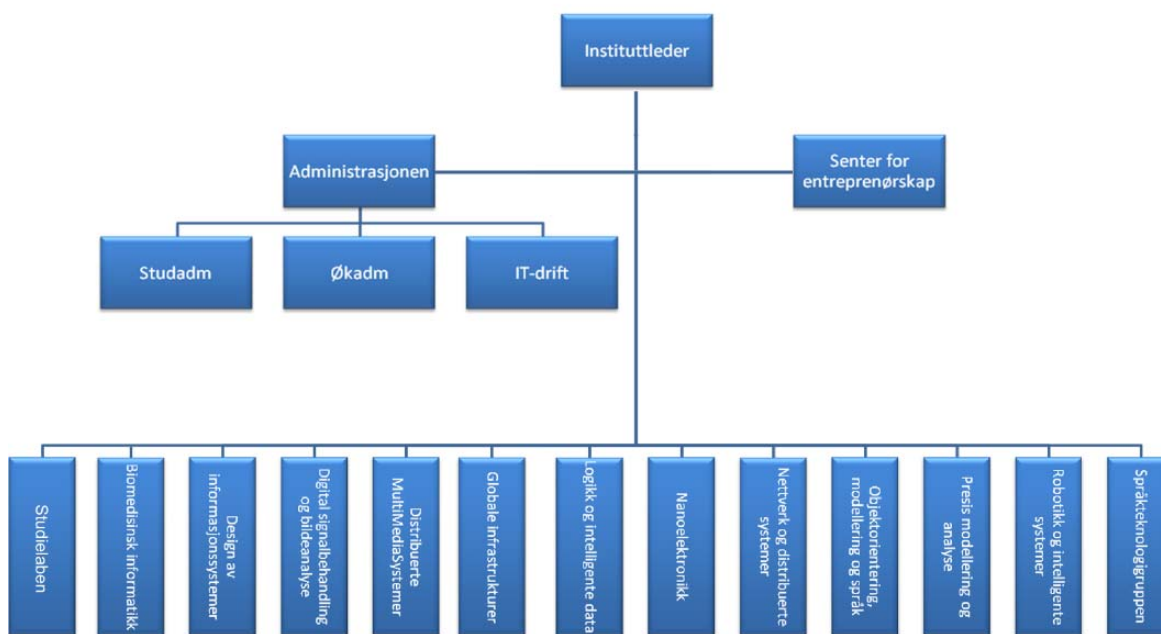 Instituttleder
Administrasjonen
Senter for
entreprenørskap
Studadm
Økadm
IT-drift
Studielaben
Biomedisinsk informatikk
Design av
informasjonssystemer
Digital signalbehandling
og bildeanalyse
Distribuerte
MultiMediaSystemer
Globale infrastrukturer
Logikk og intelligente data
Nanoelektronikk
Nettverk og distribuerte
systemer
Objektorientering,
modellering og språk
Presis modellering og
analyse
Robotikk og intelligente
systemer
Språkteknologigruppen